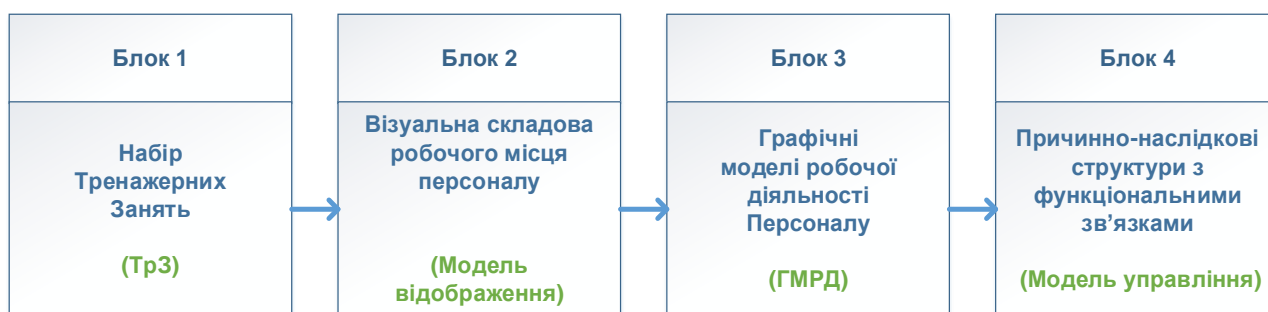 Блок 1
Набір
Тренажерних
Занять
(ТрЗ)
Блок 2
Візуальна складова
робочого місця
персоналу
(Модель
відображення)
Блок 3
Графічні
моделі робочої
діяльності
Персоналу
(ГМРД)
Блок 4
Причинно-наслідкові
структури з
функціональними
зв’язками
(Модель управління)